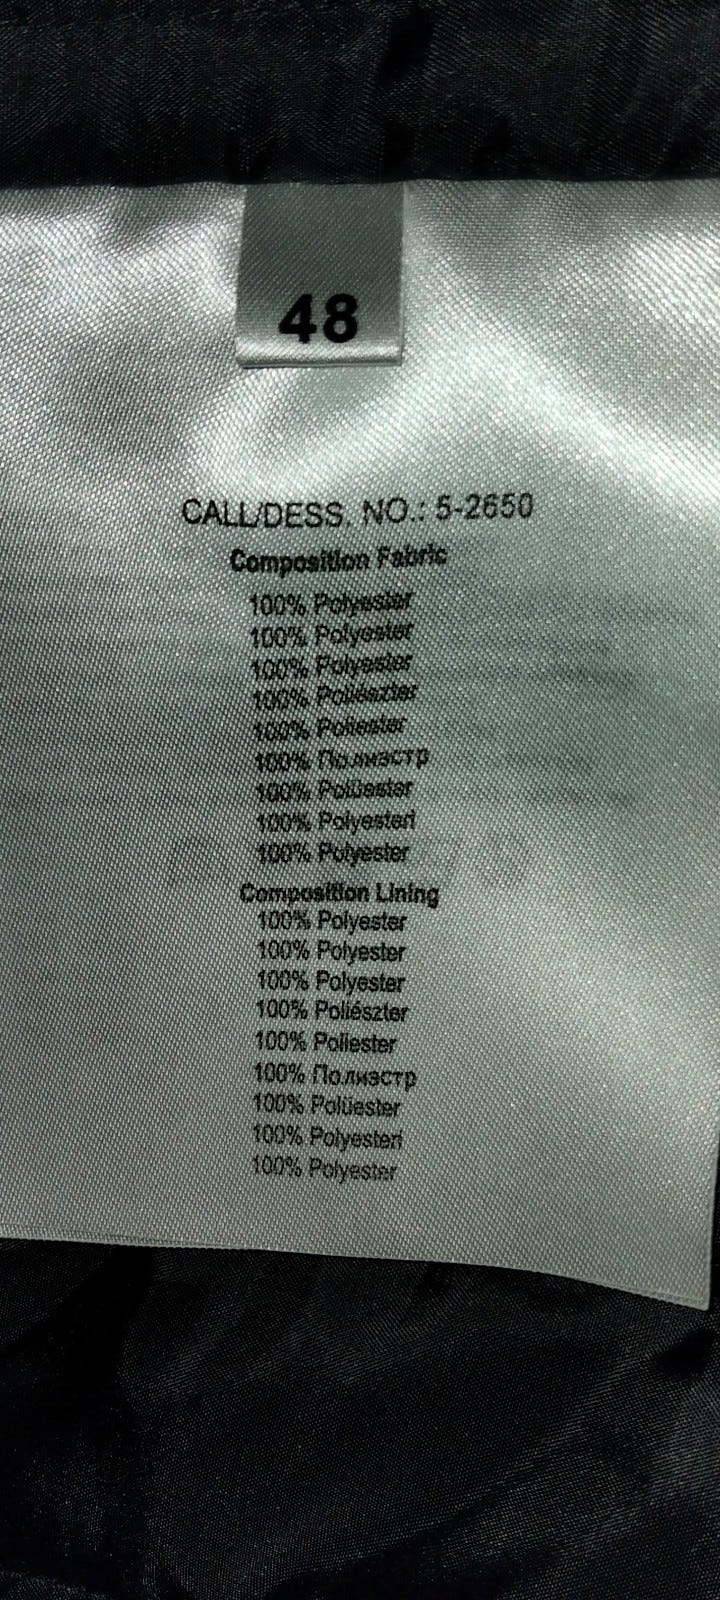 48
CALL/DESS. NO.: 5-2650
Composition Fabric
100% Polyester
100% Polyester
100% Polyester
100% Poliészter
100% Poliester
100% Полиэстр
100% Polüester
100% Polyesteri
100% Polyester
Composition Lining
100% Polyester
100% Polyester
100% Polyester
100% Poliészter
100% Poliester
100% Полиэстр
100% Polüester
100% Polyesteri
100% Polyester